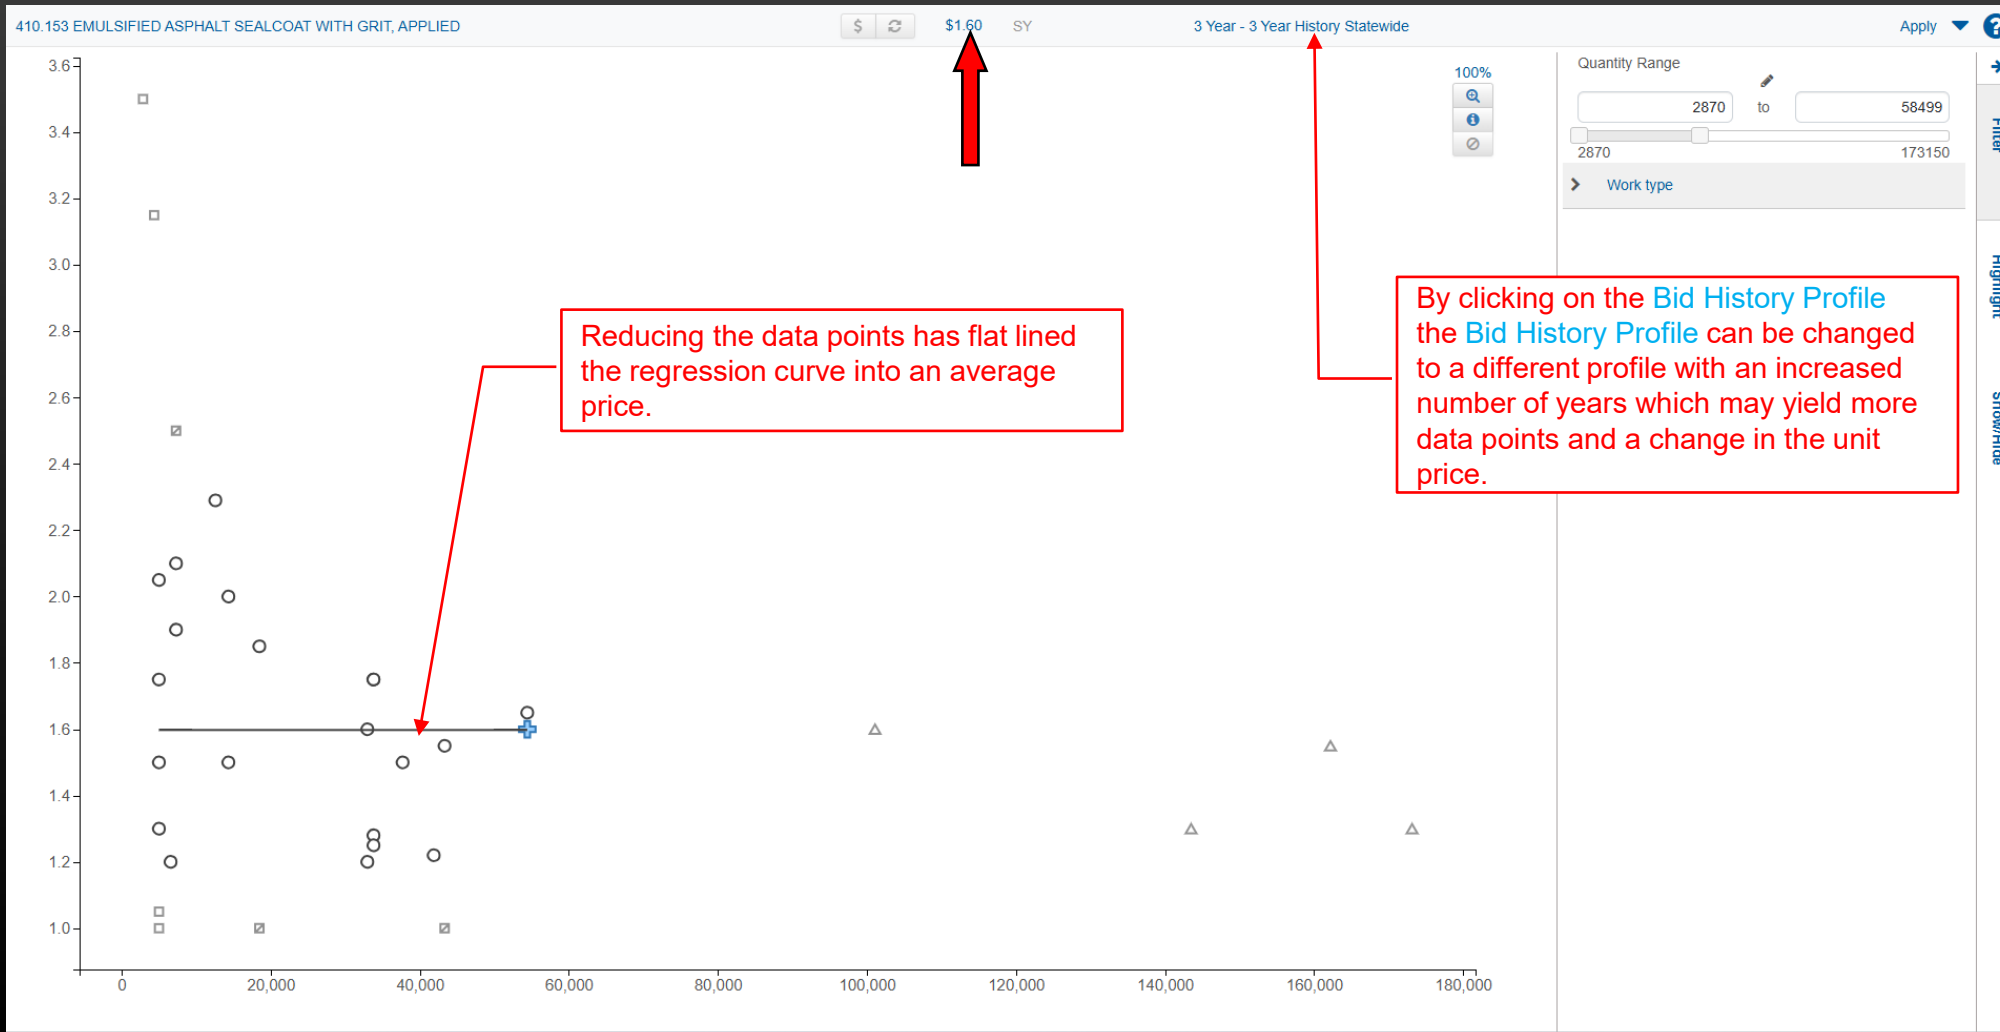 410.153 EMULSIFIED ASPHALT SEALCOAT WITH GRIT, APPLIED
$
$1.60
SY
3 Year - 3 Year History Statewide
Apply
?
3.6
3.4
3.2
3.0
2.8
2.6
2.4
2.2
2.0
1.8
1.6
1.4
1.2
1.0
0
20,000
40,000
60,000
80,000
100,000
120,000
140,000
160,000
180,000
100%
Reducing the data points has flat lined
the regression curve into an average
price.
By clicking on the Bid History Profile
the Bid History Profile can be changed
to a different profile with an increased
number of years which may yield more
data points and a change in the unit
price.
Quantity Range
2870 to 58499
2870
173150
Work type
Filter
Highlight
Show/Hide